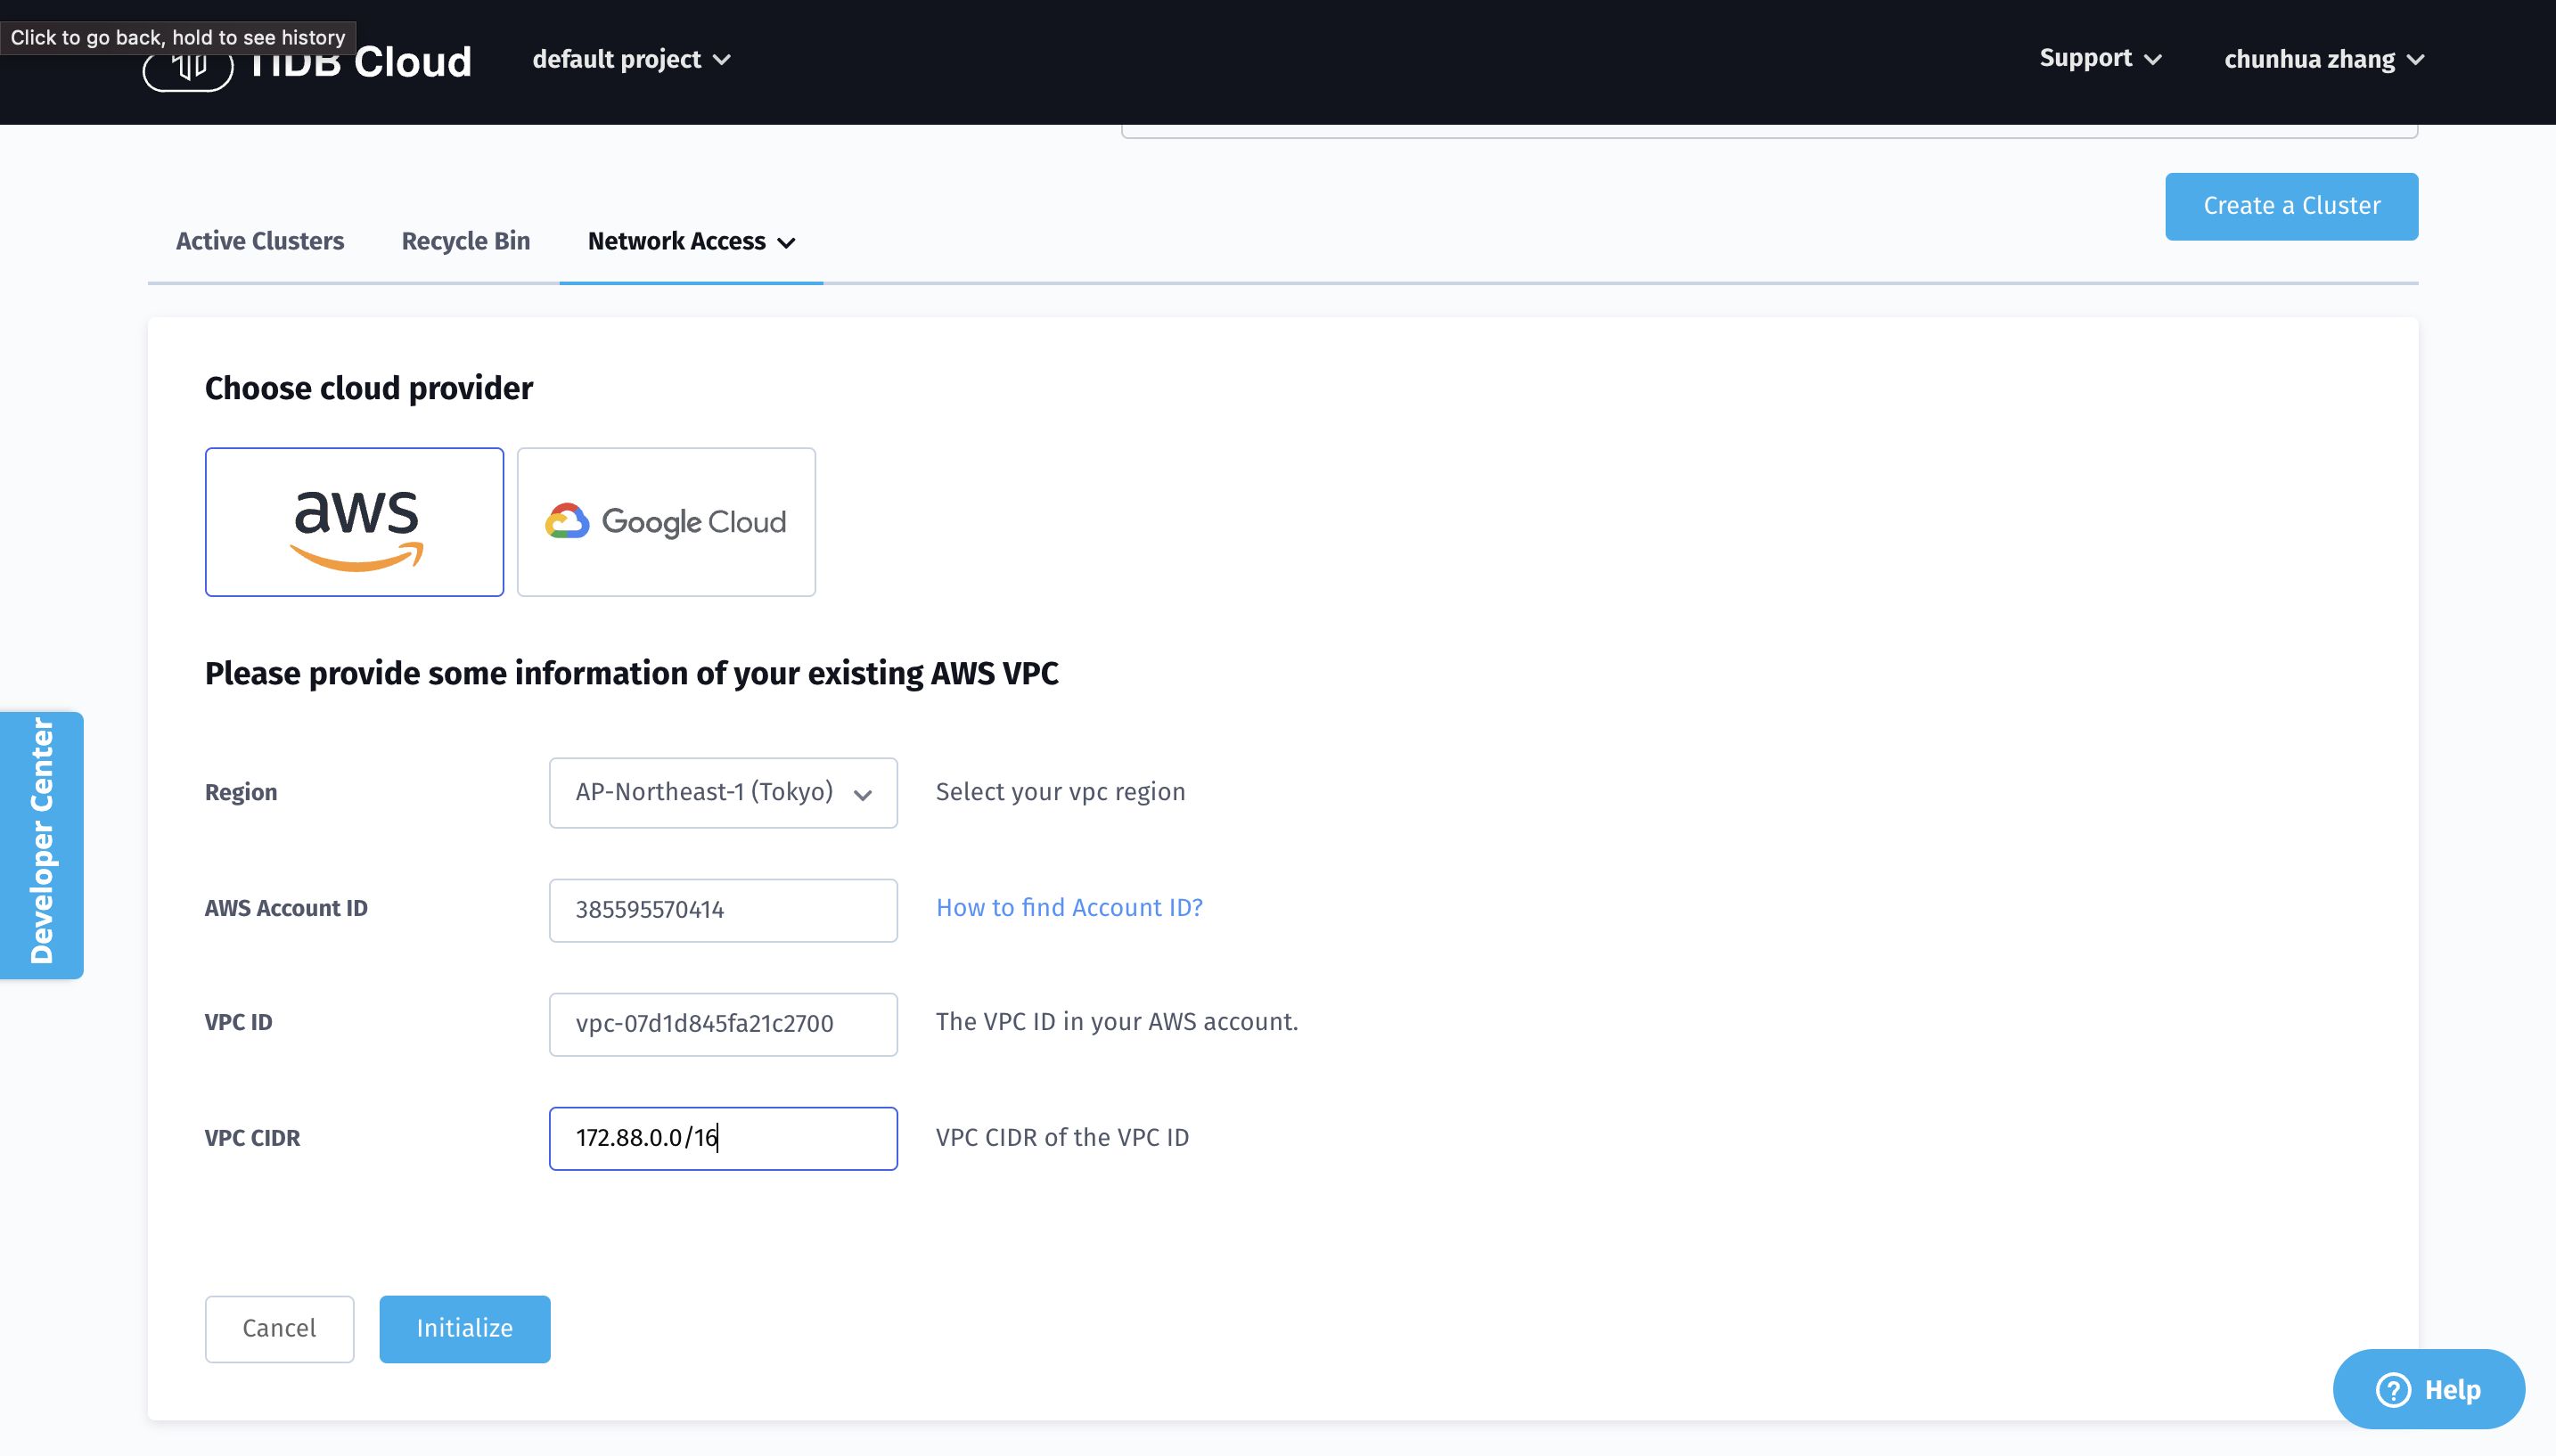 Click to go back, hold to see history
TiDB Cloud
default project
Support
chunhua zhang
Create a Cluster
Active Clusters
Recycle Bin
Network Access
Choose cloud provider
aws
Google Cloud
Please provide some information of your existing AWS VPC
Developer Center
Region
AP-Northeast-1 (Tokyo)
Select your vpc region
AWS Account ID
385595570414
How to find Account ID?
VPC ID
vpc-07d1d845fa21c2700
The VPC ID in your AWS account.
VPC CIDR
172.88.0.0/16
VPC CIDR of the VPC ID
Cancel
Initialize
Help